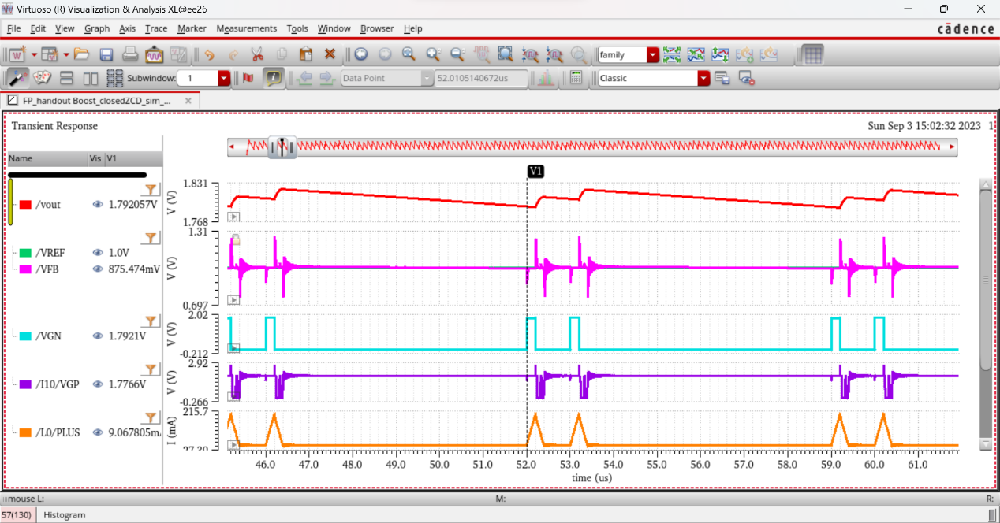 Virtuoso (R) Visualization & Analysis XL@ee26
File Edit View Graph Axis Trace Marker Measurements Tools Window Browser Help
cādence
family
Subwindow: 1
Data Point
52.0105140672us
Classic
FP_handout Boost_closedZCD_sim_...
Transient Response
Sun Sep 3 15:02:32 2023 1
Name Vis V1
V1
/vout 1.792057V
V (V)
1.831
1.768
/VREF 1.0V
/VFB 875.474mV
V (V)
1.31
0.697
/VGN 1.7921V
V (V)
2.02
-0.212
/I10/VGP 1.7766V
V (V)
2.92
-0.266
/L0/PLUS 9.067805m
I (mA)
215.7
46.0 47.0 48.0 49.0 50.0 51.0 52.0 53.0 54.0 55.0 56.0 57.0 58.0 59.0 60.0 61.0
time (us)
mouse L: M: R:
57(130) Histogram